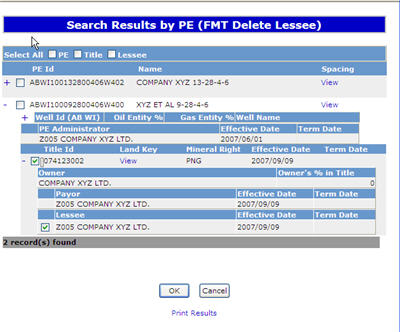 Search Results by PE (FMT Delete Lessee)
Select All PE Title Lessee
PE Id Name Spacing
+ ABWI100132800406W402 COMPANY XYZ 13-28-4-6 View
- ABWI100092800406W400 XYZ ET AL 9-28-4-6 View
+ Well Id (AB WI) Oil Entity % Gas Entity % Well Name
PE Administrator Effective Date Term Date
Z005 COMPANY XYZ LTD. 2007/06/01
Title Id Land Key Mineral Right Effective Date Term Date
- 074123002 View PNG 2007/09/09
Owner Owner's % in Title
COMPANY XYZ LTD. 0
Payor Effective Date Term Date
Z005 COMPANY XYZ LTD. 2007/09/09
Lessee Effective Date Term Date
Z005 COMPANY XYZ LTD. 2007/09/09
2 record(s) found
OK Cancel
Print Results